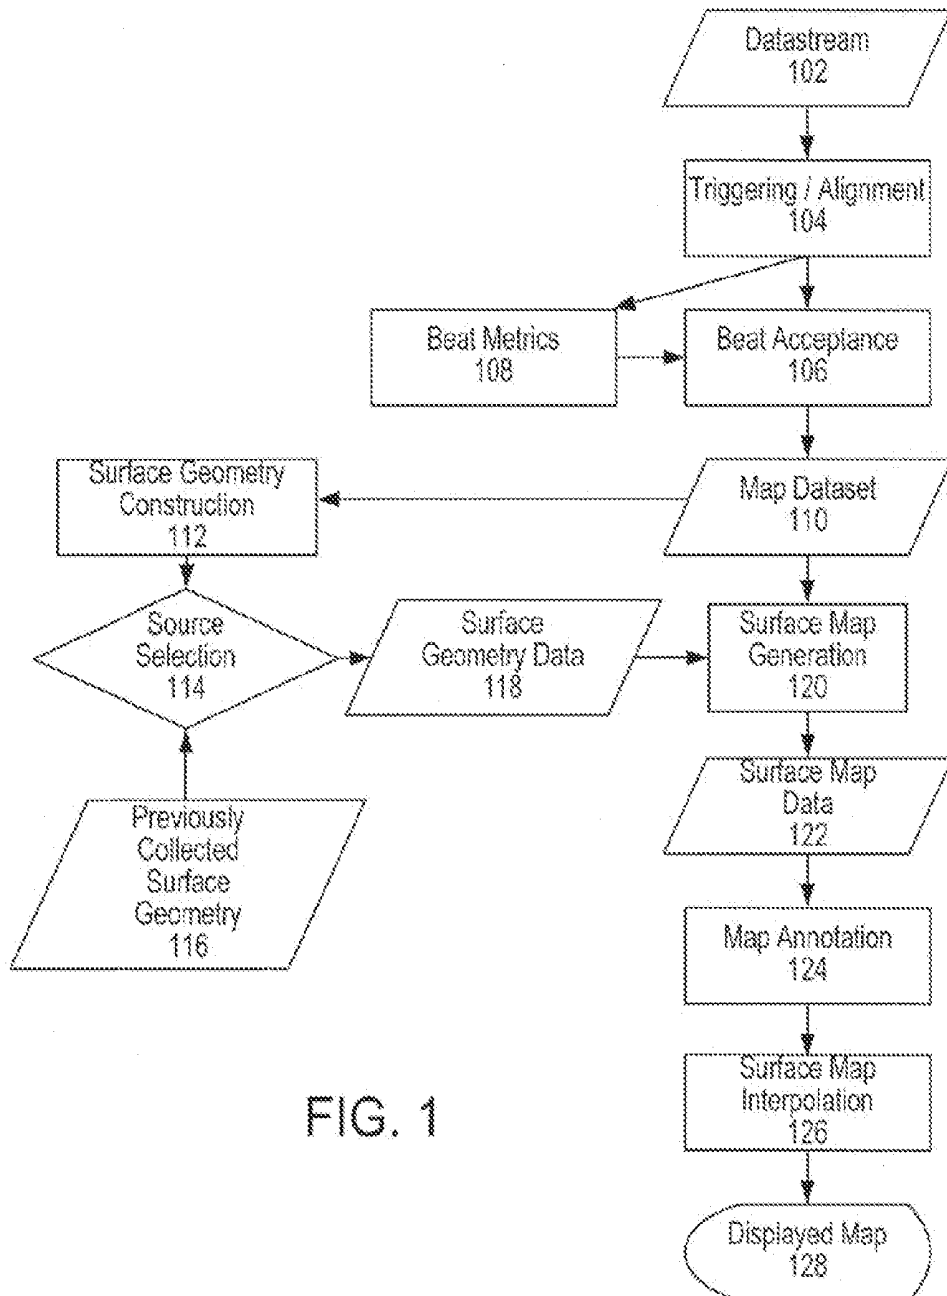 Datastream
102
Triggering / Alignment
104
Beat Metrics
108
Beat Acceptance
106
Surface Geometry
Construction
112
Map Dataset
110
Source
Selection
114
Surface
Geometry Data
118
Surface Map
Generation
120
Previously
Collected
Surface
Geometry
116
Surface Map
Data
122
Map Annotation
124
Surface Map
Interpolation
126
FIG. 1
Displayed Map
128